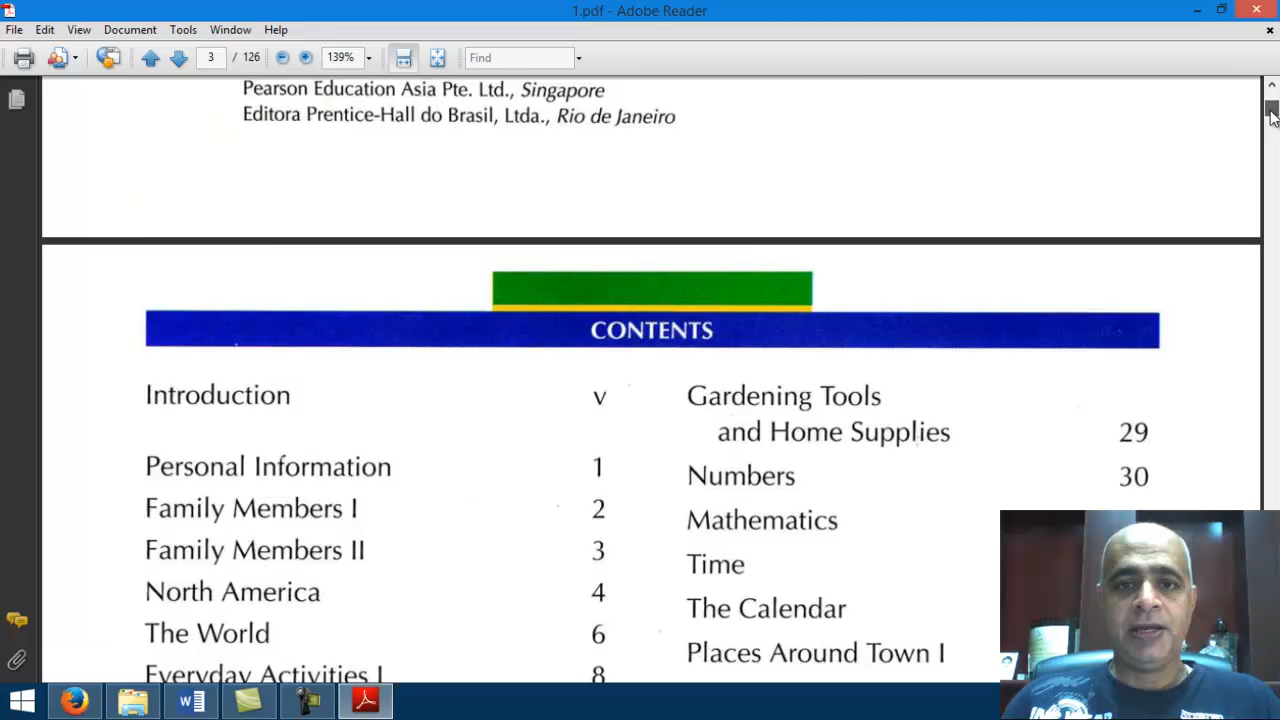 1.pdf - Adobe Reader
File Edit View Document Tools Window Help
3 / 126 139% Find
Pearson Education Asia Pte. Ltd., Singapore
Editora Prentice-Hall do Brasil, Ltda., Rio de Janeiro
CONTENTS
Introduction v
Personal Information 1
Family Members I 2
Family Members II 3
North America 4
The World 6
Everyday Activities I 8
Gardening Tools
and Home Supplies 29
Numbers 30
Mathematics
Time
The Calendar
Places Around Town I